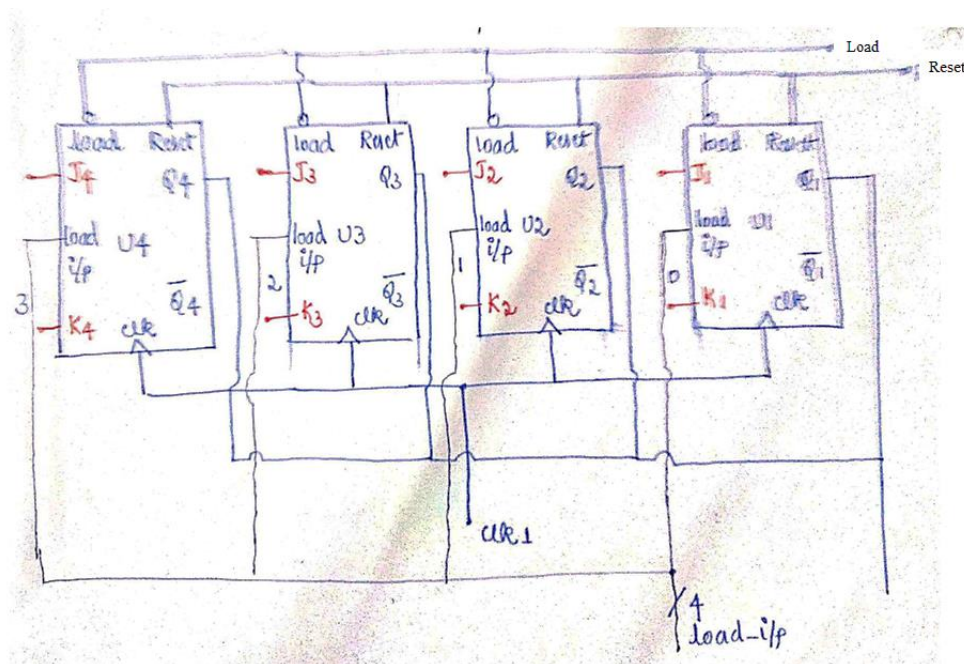 Load
Reset
Load Reset
J4 Q4
load U4
i/p
Q4
3
K4 clk
load Reset
J3 Q3
load U3
i/p
2
Q3
K3 clk
load Reset
J2 Q2
load U2
i/p
1
Q2
K2 clk
load Reset
J1 Q1
load U1
i/p
0
Q1
K1 clk
clk1
4
load_i/p